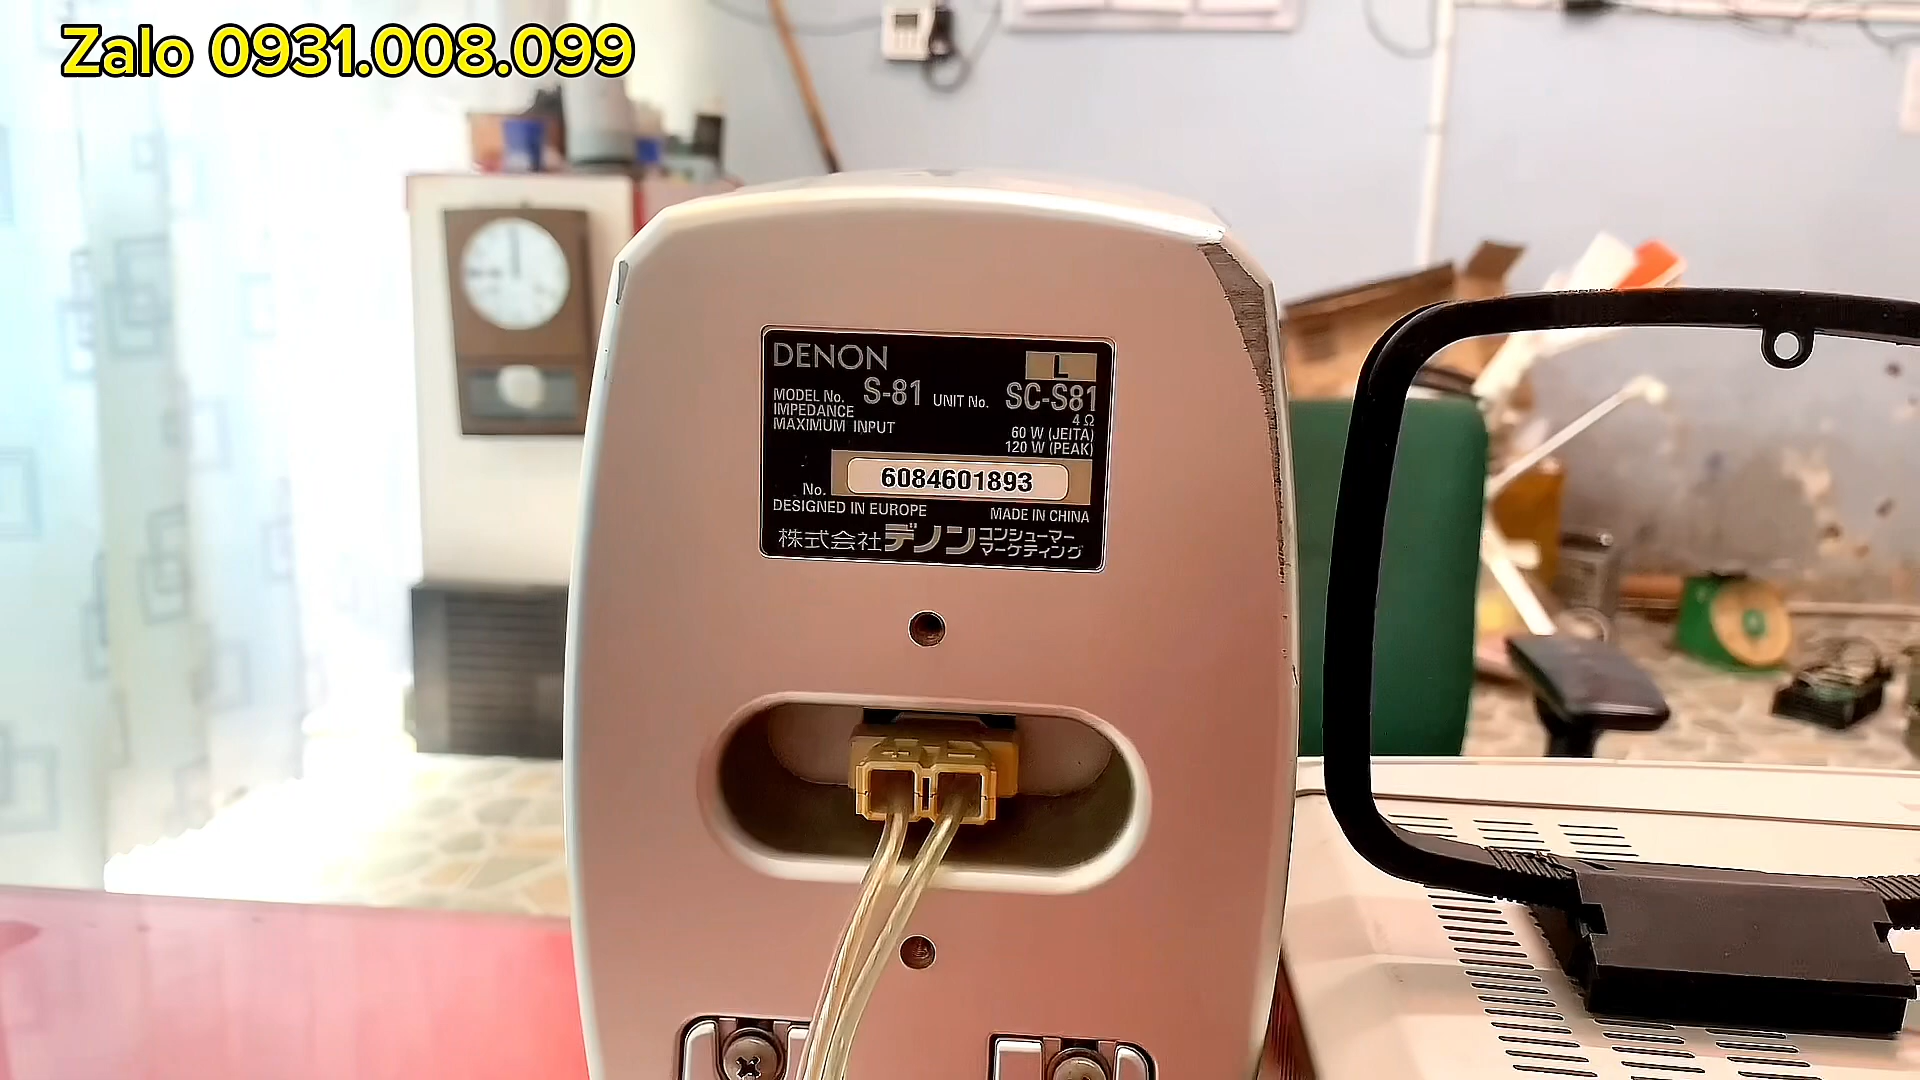 Zalo 0931.008.099
DENON
L
MODEL No. S-81 UNIT No. SC-S81
IMPEDANCE 4 Ω
MAXIMUM INPUT 60 W (JEITA)
120 W (PEAK)
No. 6084601893
DESIGNED IN EUROPE MADE IN CHINA
株式会社デノン コンシューマー
マーケティング